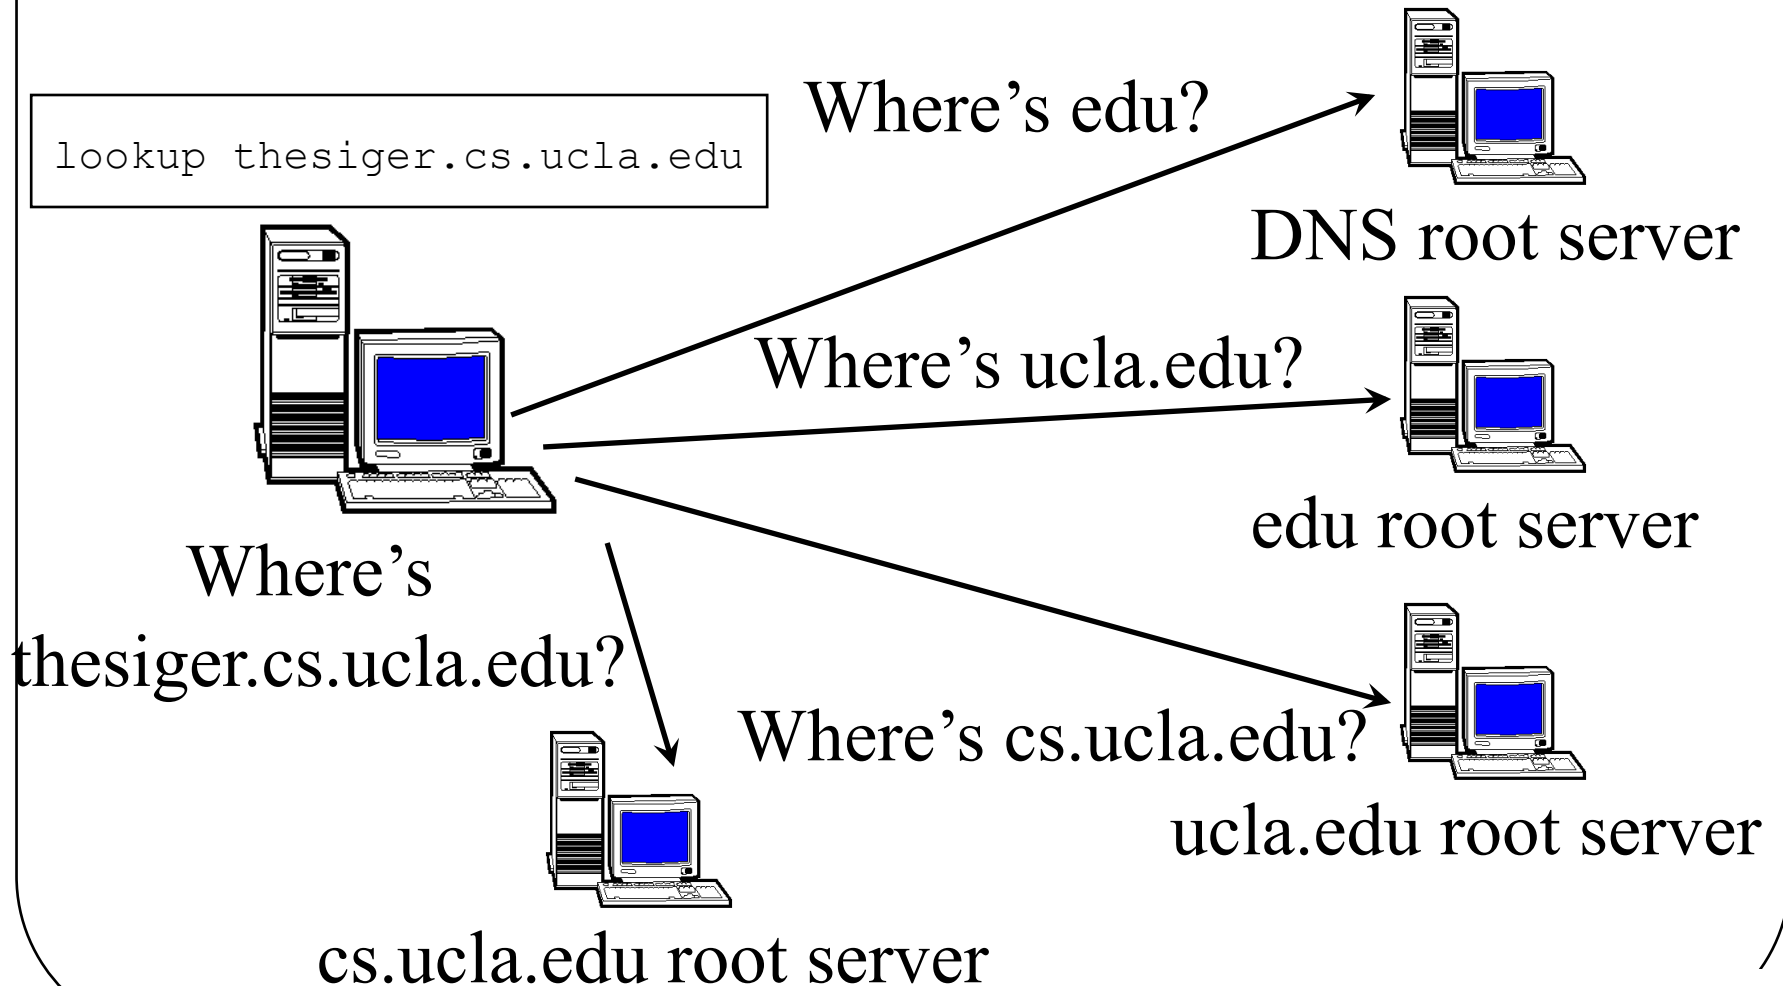 lookup thesiger.cs.ucla.edu
Where’s edu?
DNS root server
Where’s ucla.edu?
edu root server
Where’s
thesiger.cs.ucla.edu?
Where’s cs.ucla.edu?
ucla.edu root server
cs.ucla.edu root server